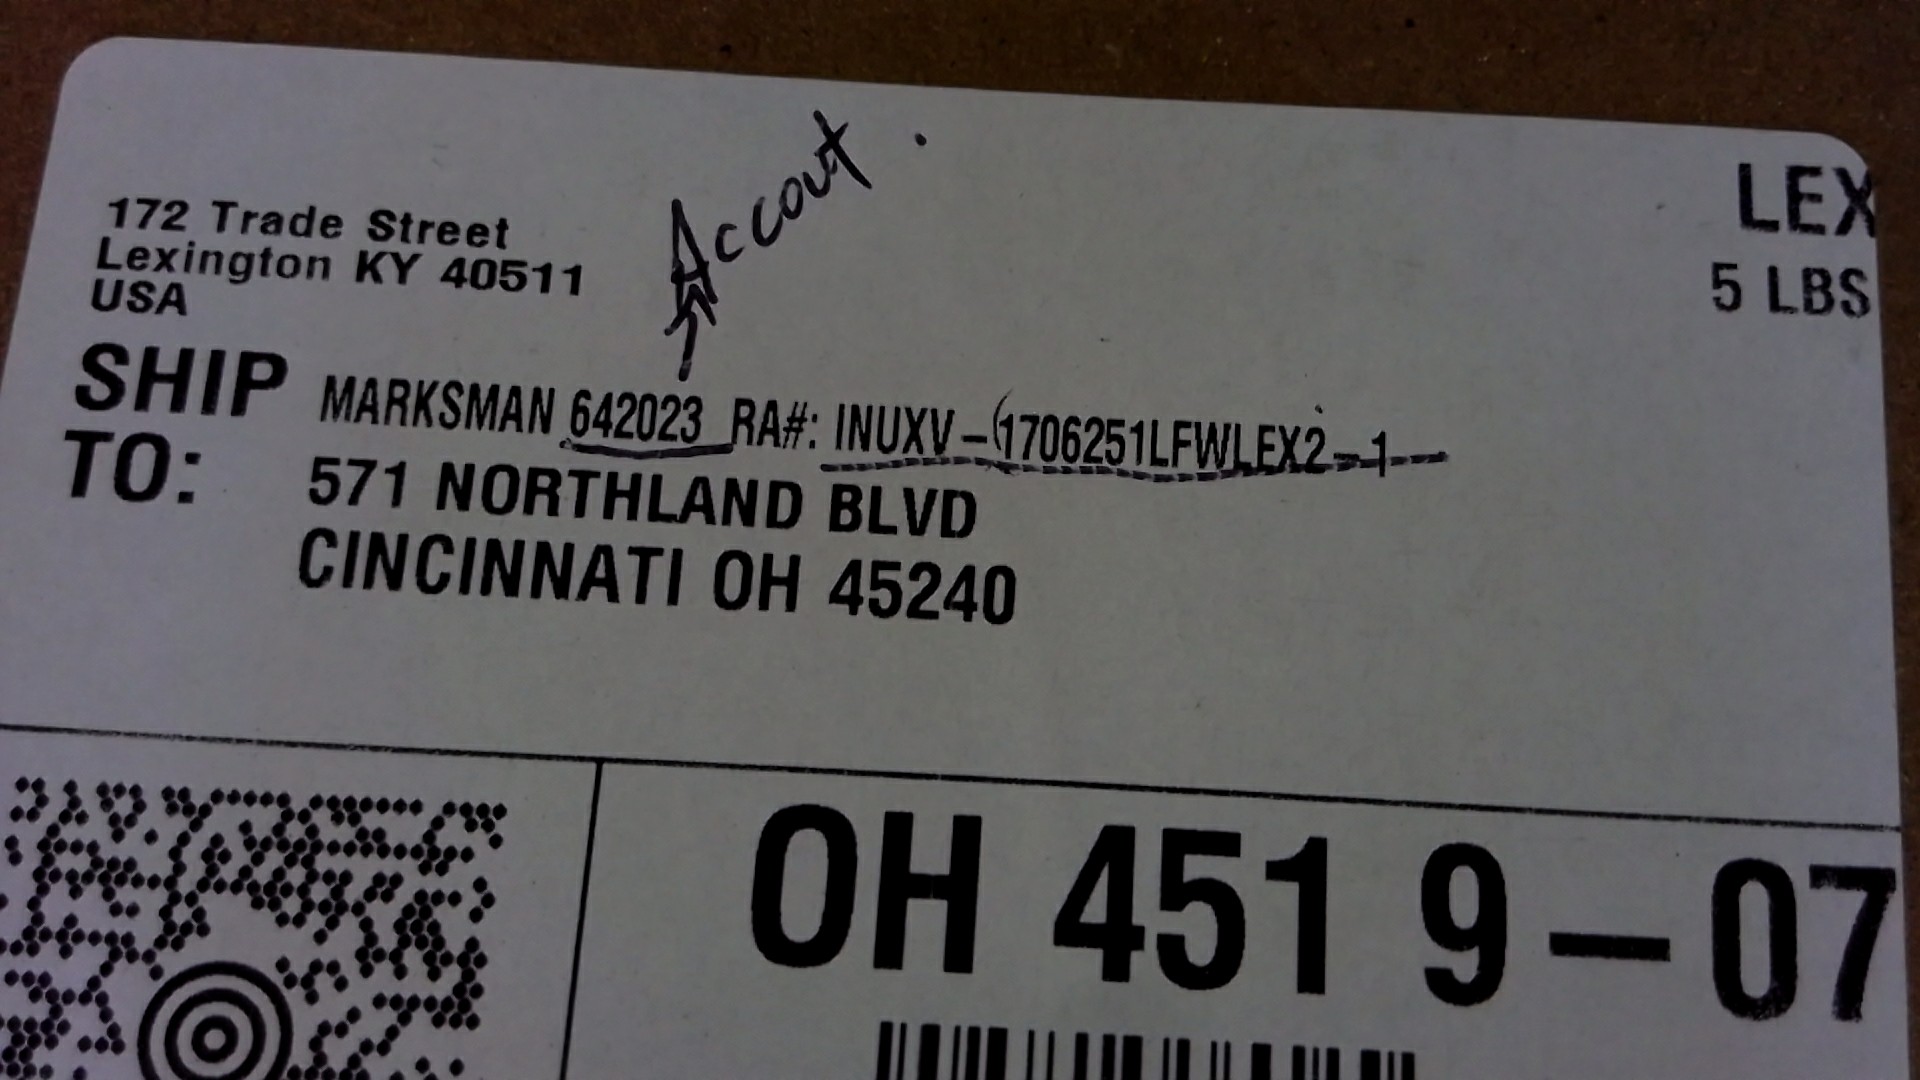 Accout.
172 Trade Street
Lexington KY 40511
USA
LEX
5 LBS
SHIP TO:
MARKSMAN 642023 RA#: INUXV-(1706251LFWLEX2-1
571 NORTHLAND BLVD
CINCINNATI OH 45240
OH 451 9-07